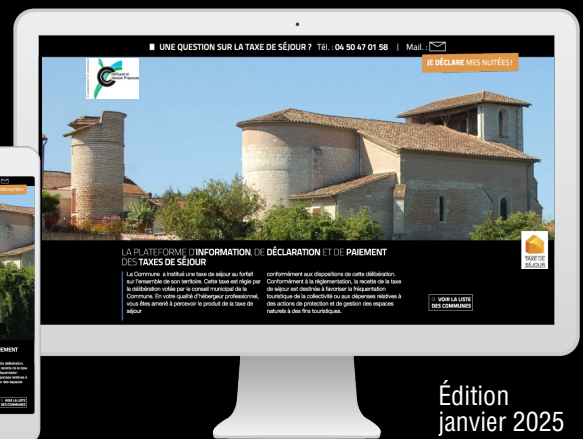 UNE QUESTION SUR LA TAXE DE SÉJOUR ? Tél. : 04 50 47 01 58 | Mail. :
JE DÉCLARE MES NUITÉES !
LA PLATEFORME D'INFORMATION, DE DÉCLARATION ET DE PAIEMENT
DES TAXES DE SÉJOUR
La Commune a institué une taxe de séjour au forfait
sur l'ensemble de son territoire. Cette taxe est régie par
la délibération votée par le conseil municipal de la
Commune. En votre qualité d'hébergeur professionnel,
vous êtes amené à percevoir le produit de la taxe de
séjour
conformément aux dispositions de cette délibération.
Conformément à la réglementation, la recette de la taxe
de séjour est destinée à favoriser la fréquentation
touristique de la collectivité ou aux dépenses relatives à
des actions de protection et de gestion des espaces
naturels à des fins touristiques.
TAXE DE
SÉJOUR
VOIR LA LISTE
DES COMMUNES
EMENT
VOIR LA LISTE
DES COMMUNES
Édition
janvier 2025